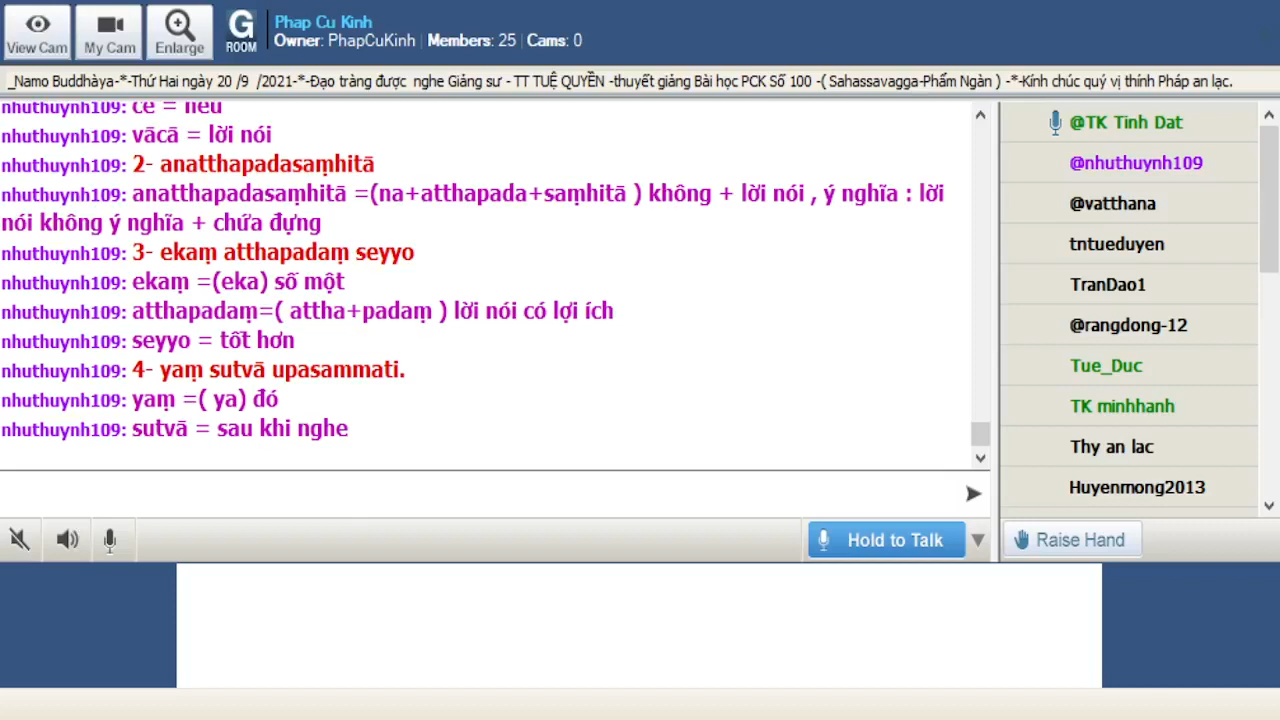 View Cam
My Cam
Enlarge
G
ROOM
Phap Cu Kinh
Owner: PhapCuKinh | Members: 25 | Cams: 0
_Namo Buddhàya-*-Thứ Hai ngày 20 /9 /2021-*-Đạo tràng được nghe Giảng sư - TT TUỆ QUYỀN -thuyết giảng Bài học PCK Số 100 -( Sahassavagga-Phẩm Ngàn ) -*-Kính chúc quý vị thính Pháp an lạc.
nhuthuynh109: ce = nếu
nhuthuynh109: vācā = lời nói
nhuthuynh109: 2- anatthapadasaṃhitā
nhuthuynh109: anatthapadasaṃhitā =(na+atthapada+saṃhitā ) không + lời nói , ý nghĩa : lời
nói không ý nghĩa + chứa đựng
nhuthuynh109: 3- ekaṃ atthapadaṃ seyyo
nhuthuynh109: ekaṃ =(eka) số một
nhuthuynh109: atthapadaṃ=( attha+padaṃ ) lời nói có lợi ích
nhuthuynh109: seyyo = tốt hơn
nhuthuynh109: 4- yaṃ sutvā upasammati.
nhuthuynh109: yaṃ =( ya) đó
nhuthuynh109: sutvā = sau khi nghe
@TK Tinh Dat
@nhuthuynh109
@vatthana
tntueduyen
TranDao1
@rangdong-12
Tue_Duc
TK minhhanh
Thy an lac
Huyenmong2013
Hold to Talk
Raise Hand